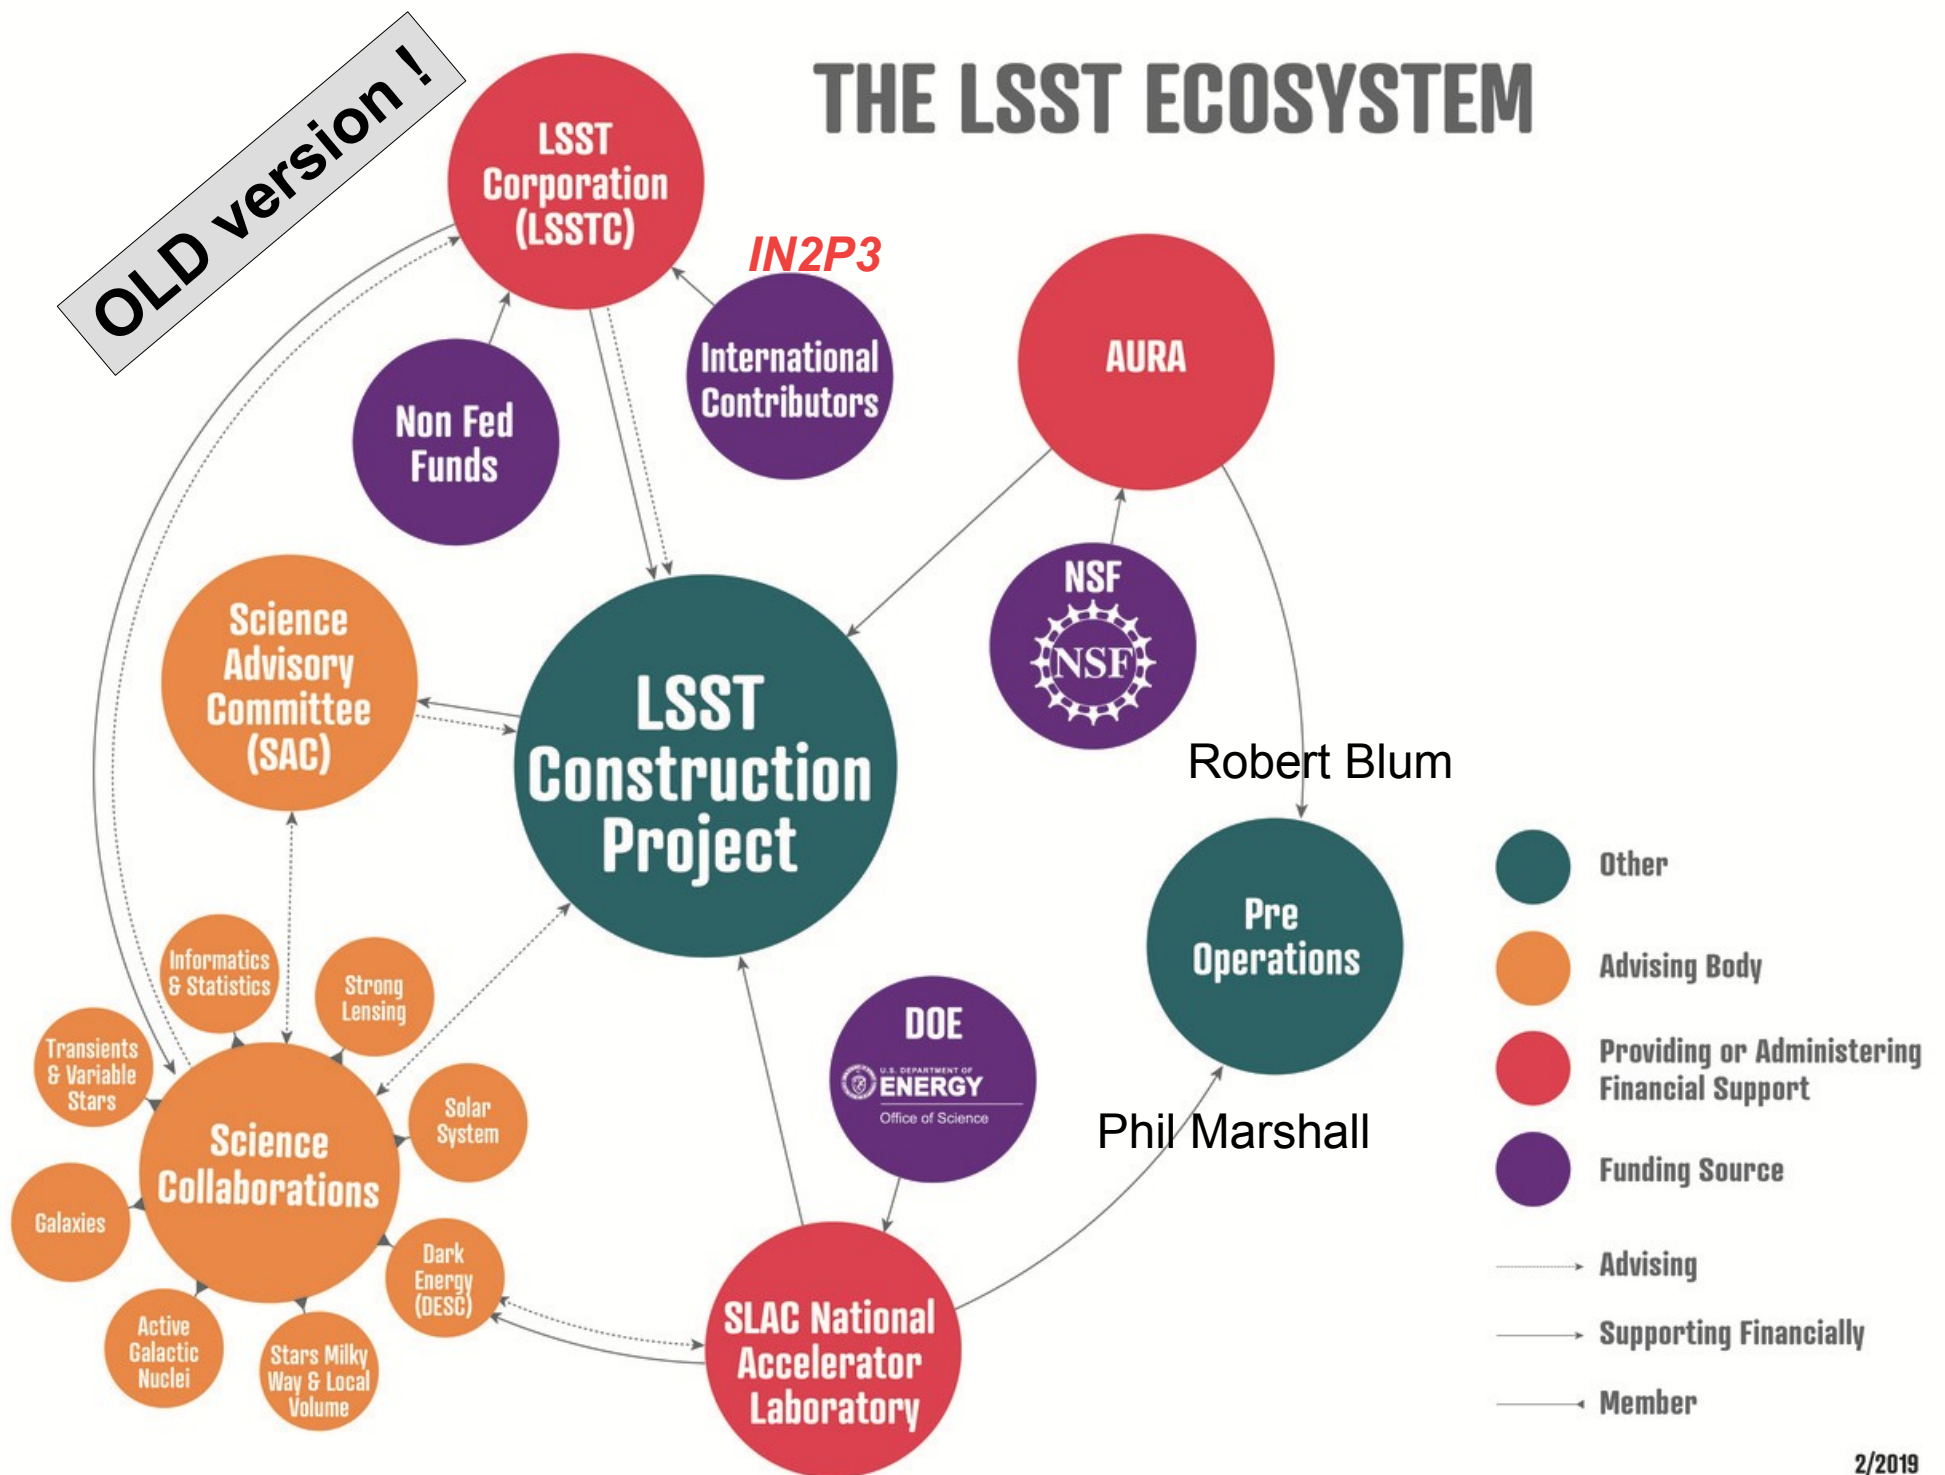 OLD version !
THE LSST ECOSYSTEM
LSST
Corporation
(LSSTC)
IN2P3
International
Contributors
Non Fed
Funds
AURA
NSF
NSF
Science
Advisory
Committee
(SAC)
LSST
Construction
Project
Robert Blum
Pre
Operations
Informatics
& Statistics
Strong
Lensing
Transients
& Variable
Stars
Solar
System
Science
Collaborations
Galaxies
Dark
Energy
(DESC)
Active
Galactic
Nuclei
Stars Milky
Way & Local
Volume
DOE
U.S. DEPARTMENT OF
ENERGY
Office of Science
Phil Marshall
SLAC National
Accelerator
Laboratory
Other
Advising Body
Providing or Administering
Financial Support
Funding Source
Advising
Supporting Financially
Member
2/2019